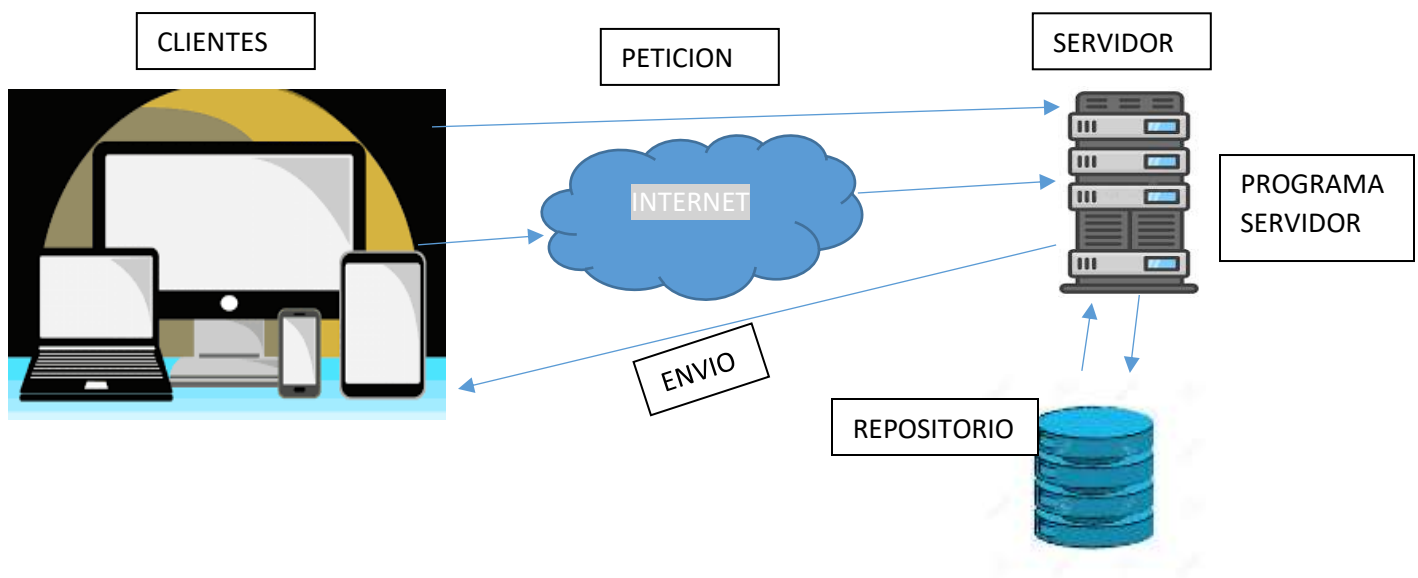 CLIENTES
PETICION
SERVIDOR
INTERNET
PROGRAMA
SERVIDOR
ENVIO
REPOSITORIO